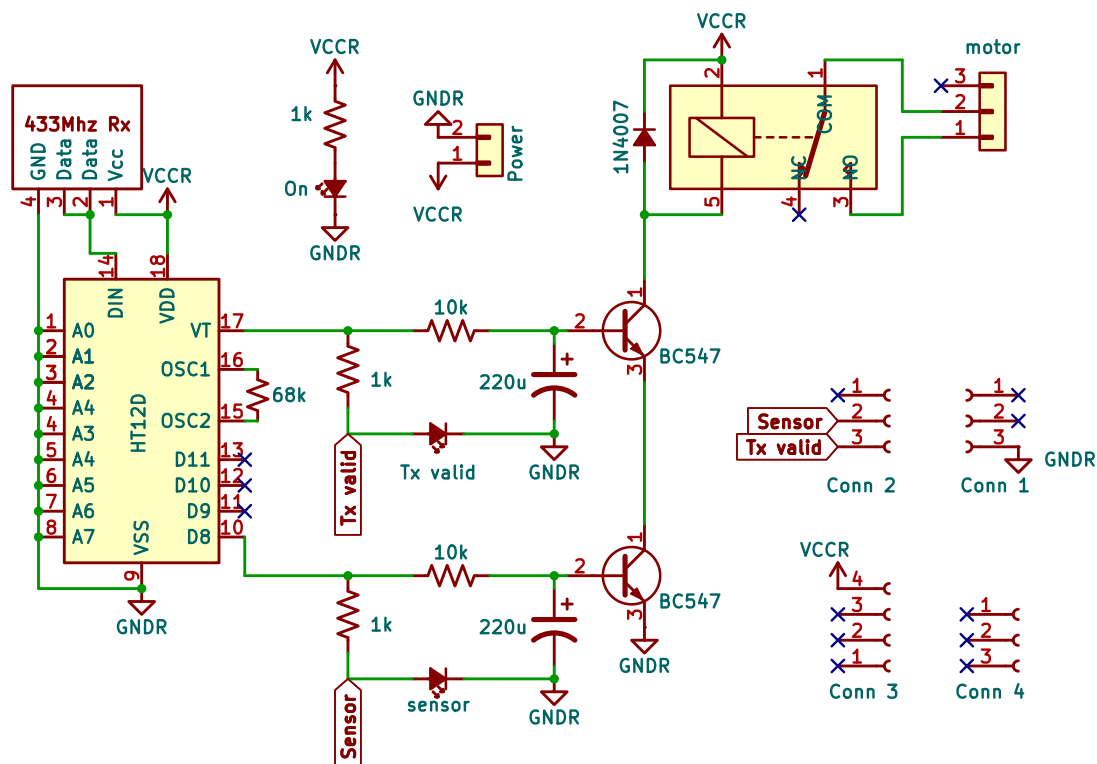 VCCR
1k
On
GNDR
433Mhz Rx
GND
Data
Data
Vcc
4
3
2
1
VCCR
GNDR
2
1
Power
VCCR
1N4007
VCCR
2
1
COM
NC
NO
5
4
3
motor
3
2
1
14
18
DIN
VDD
1 A0
2 A1
3 A2
4 A4
4 A3
5 A4
6 A5
7 A6
8 A7
HT12D
VT 17
OSC1 16
OSC2 15
D11 13
D10 12
D9 11
D8 10
VSS
9
GNDR
68k
10k
1k
220u
+
Tx valid
Tx valid
GNDR
2
1
3
BC547
10k
1k
220u
+
sensor
Sensor
GNDR
2
1
3
BC547
GNDR
1
Sensor 2
Tx valid 3
Conn 2
1
2
3
GNDR
Conn 1
VCCR
4
3
2
1
Conn 3
1
2
3
Conn 4